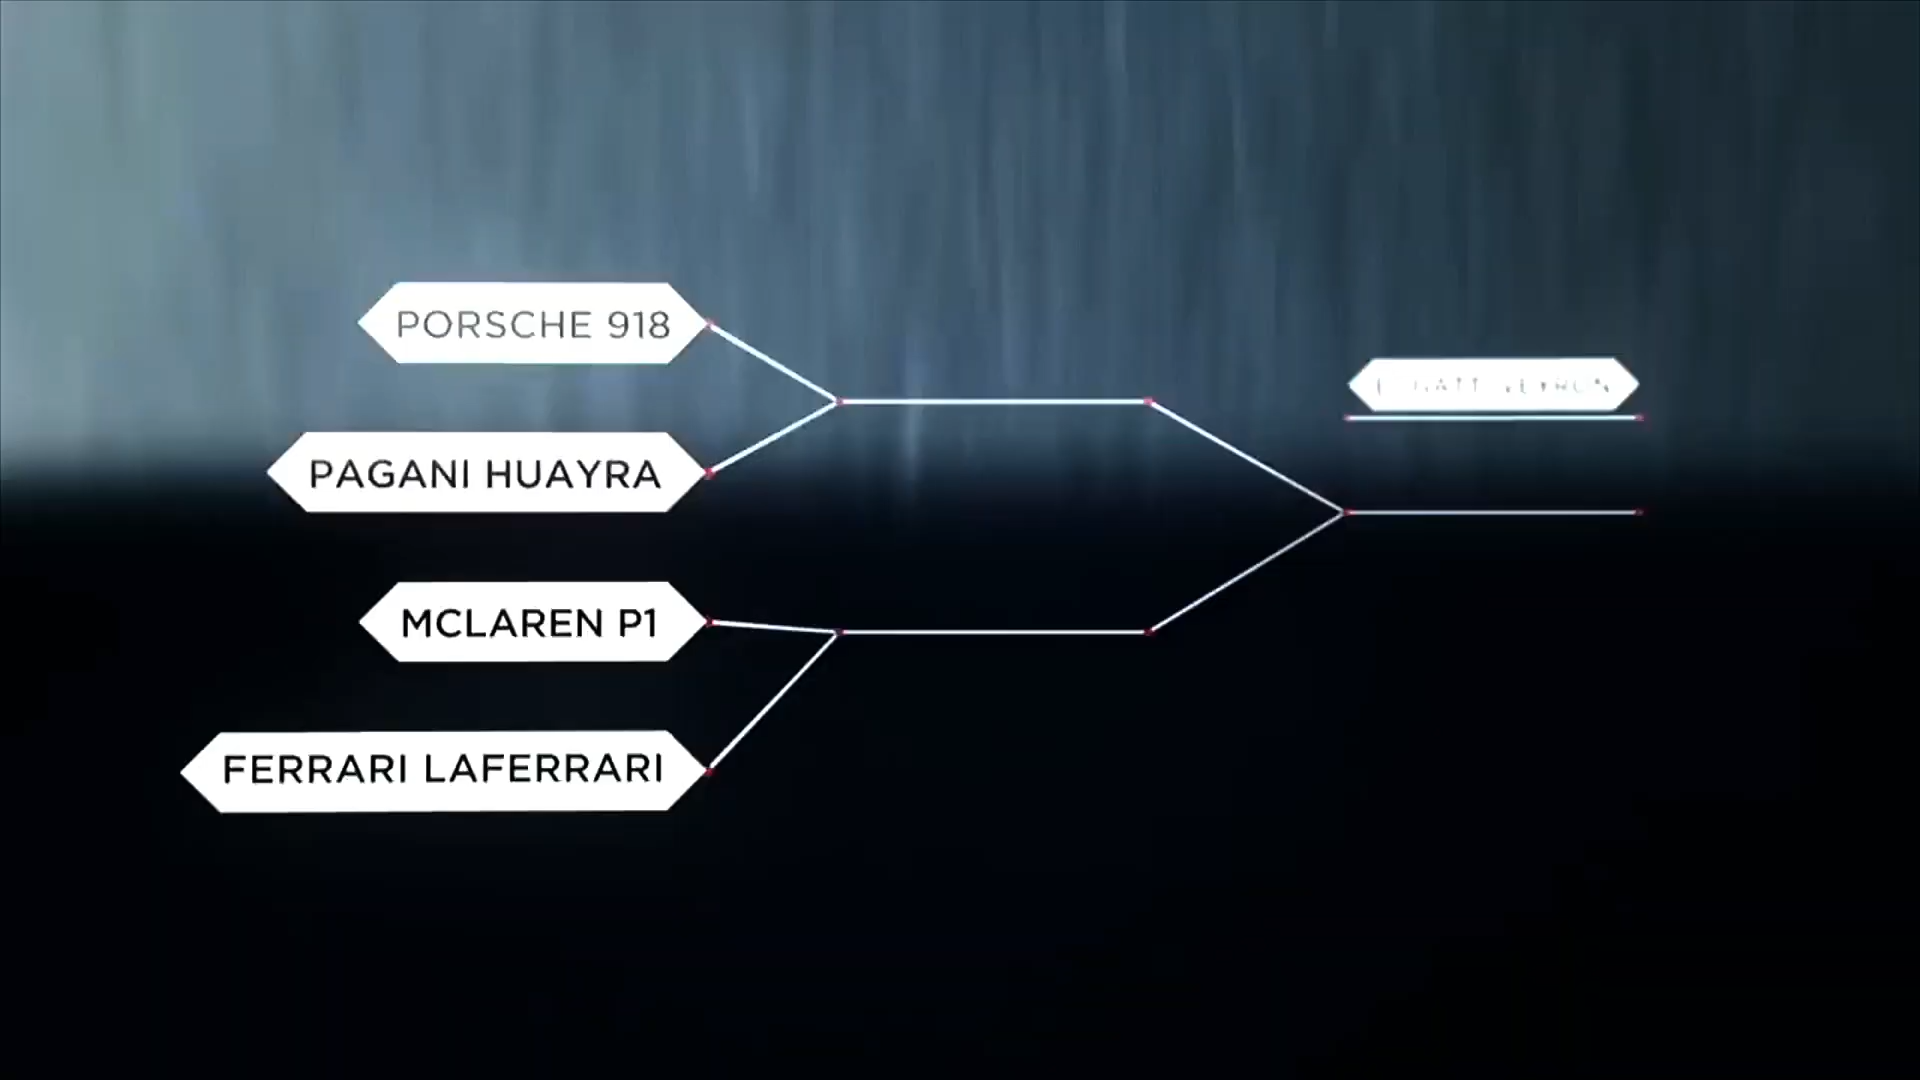 PORSCHE 918
PAGANI HUAYRA
MCLAREN P1
FERRARI LAFERRARI